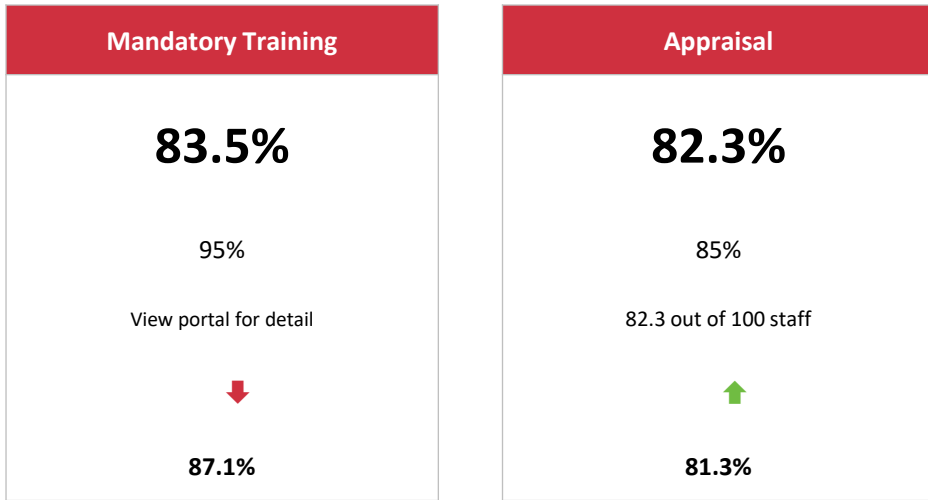 Mandatory Training
83.5%
95%
View portal for detail
87.1%
Appraisal
82.3%
85%
82.3 out of 100 staff
81.3%